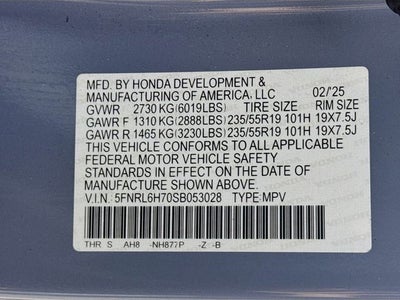 MFD. BY HONDA DEVELOPMENT &
MANUFACTURING OF AMERICA, LLC 02/'25
GVWR 2730 KG (6019LBS) TIRE SIZE RIM SIZE
GAWR F 1310 KG (2888LBS) 235/55R19 101H 19X7.5J
GAWR R 1465 KG (3230LBS) 235/55R19 101H 19X7.5J
THIS VEHICLE CONFORMS TO ALL APPLICABLE
FEDERAL MOTOR VEHICLE SAFETY
STANDARDS IN EFFECT ON THE DATE OF
MANUFACTURE SHOWN ABOVE.
V.I.N. 5FNRL6H70SB053028 TYPE:MPV
THR S AH8 -NH877P -Z -B